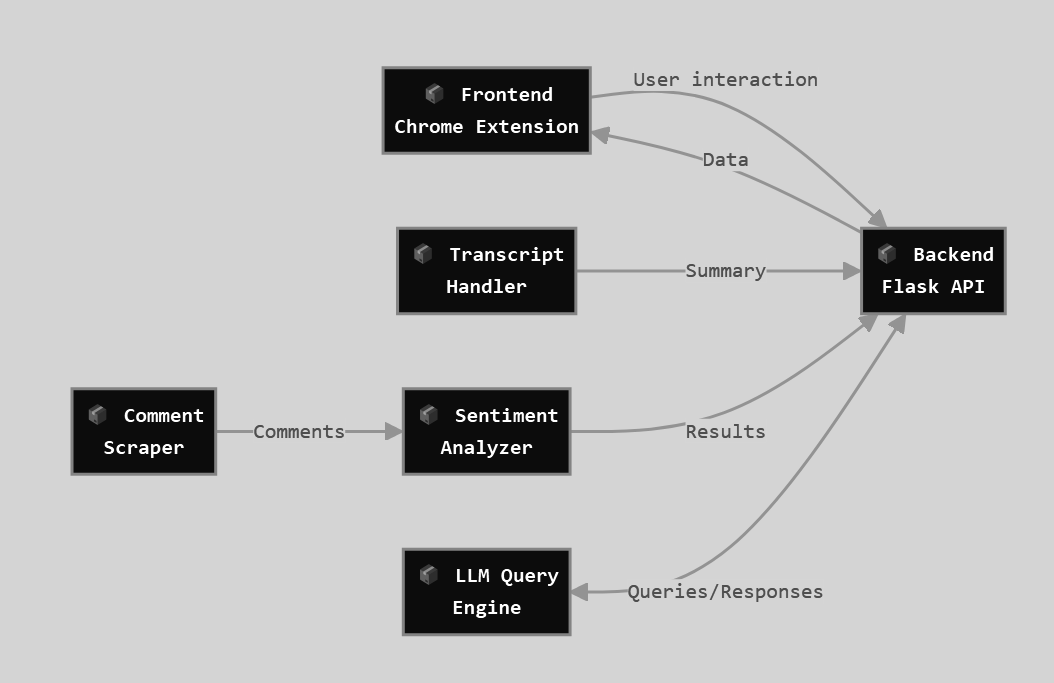 Frontend
Chrome Extension
User interaction
Data
Transcript
Handler
Summary
Backend
Flask API
Comment
Scraper
Comments
Sentiment
Analyzer
Results
LLM Query
Engine
Queries/Responses